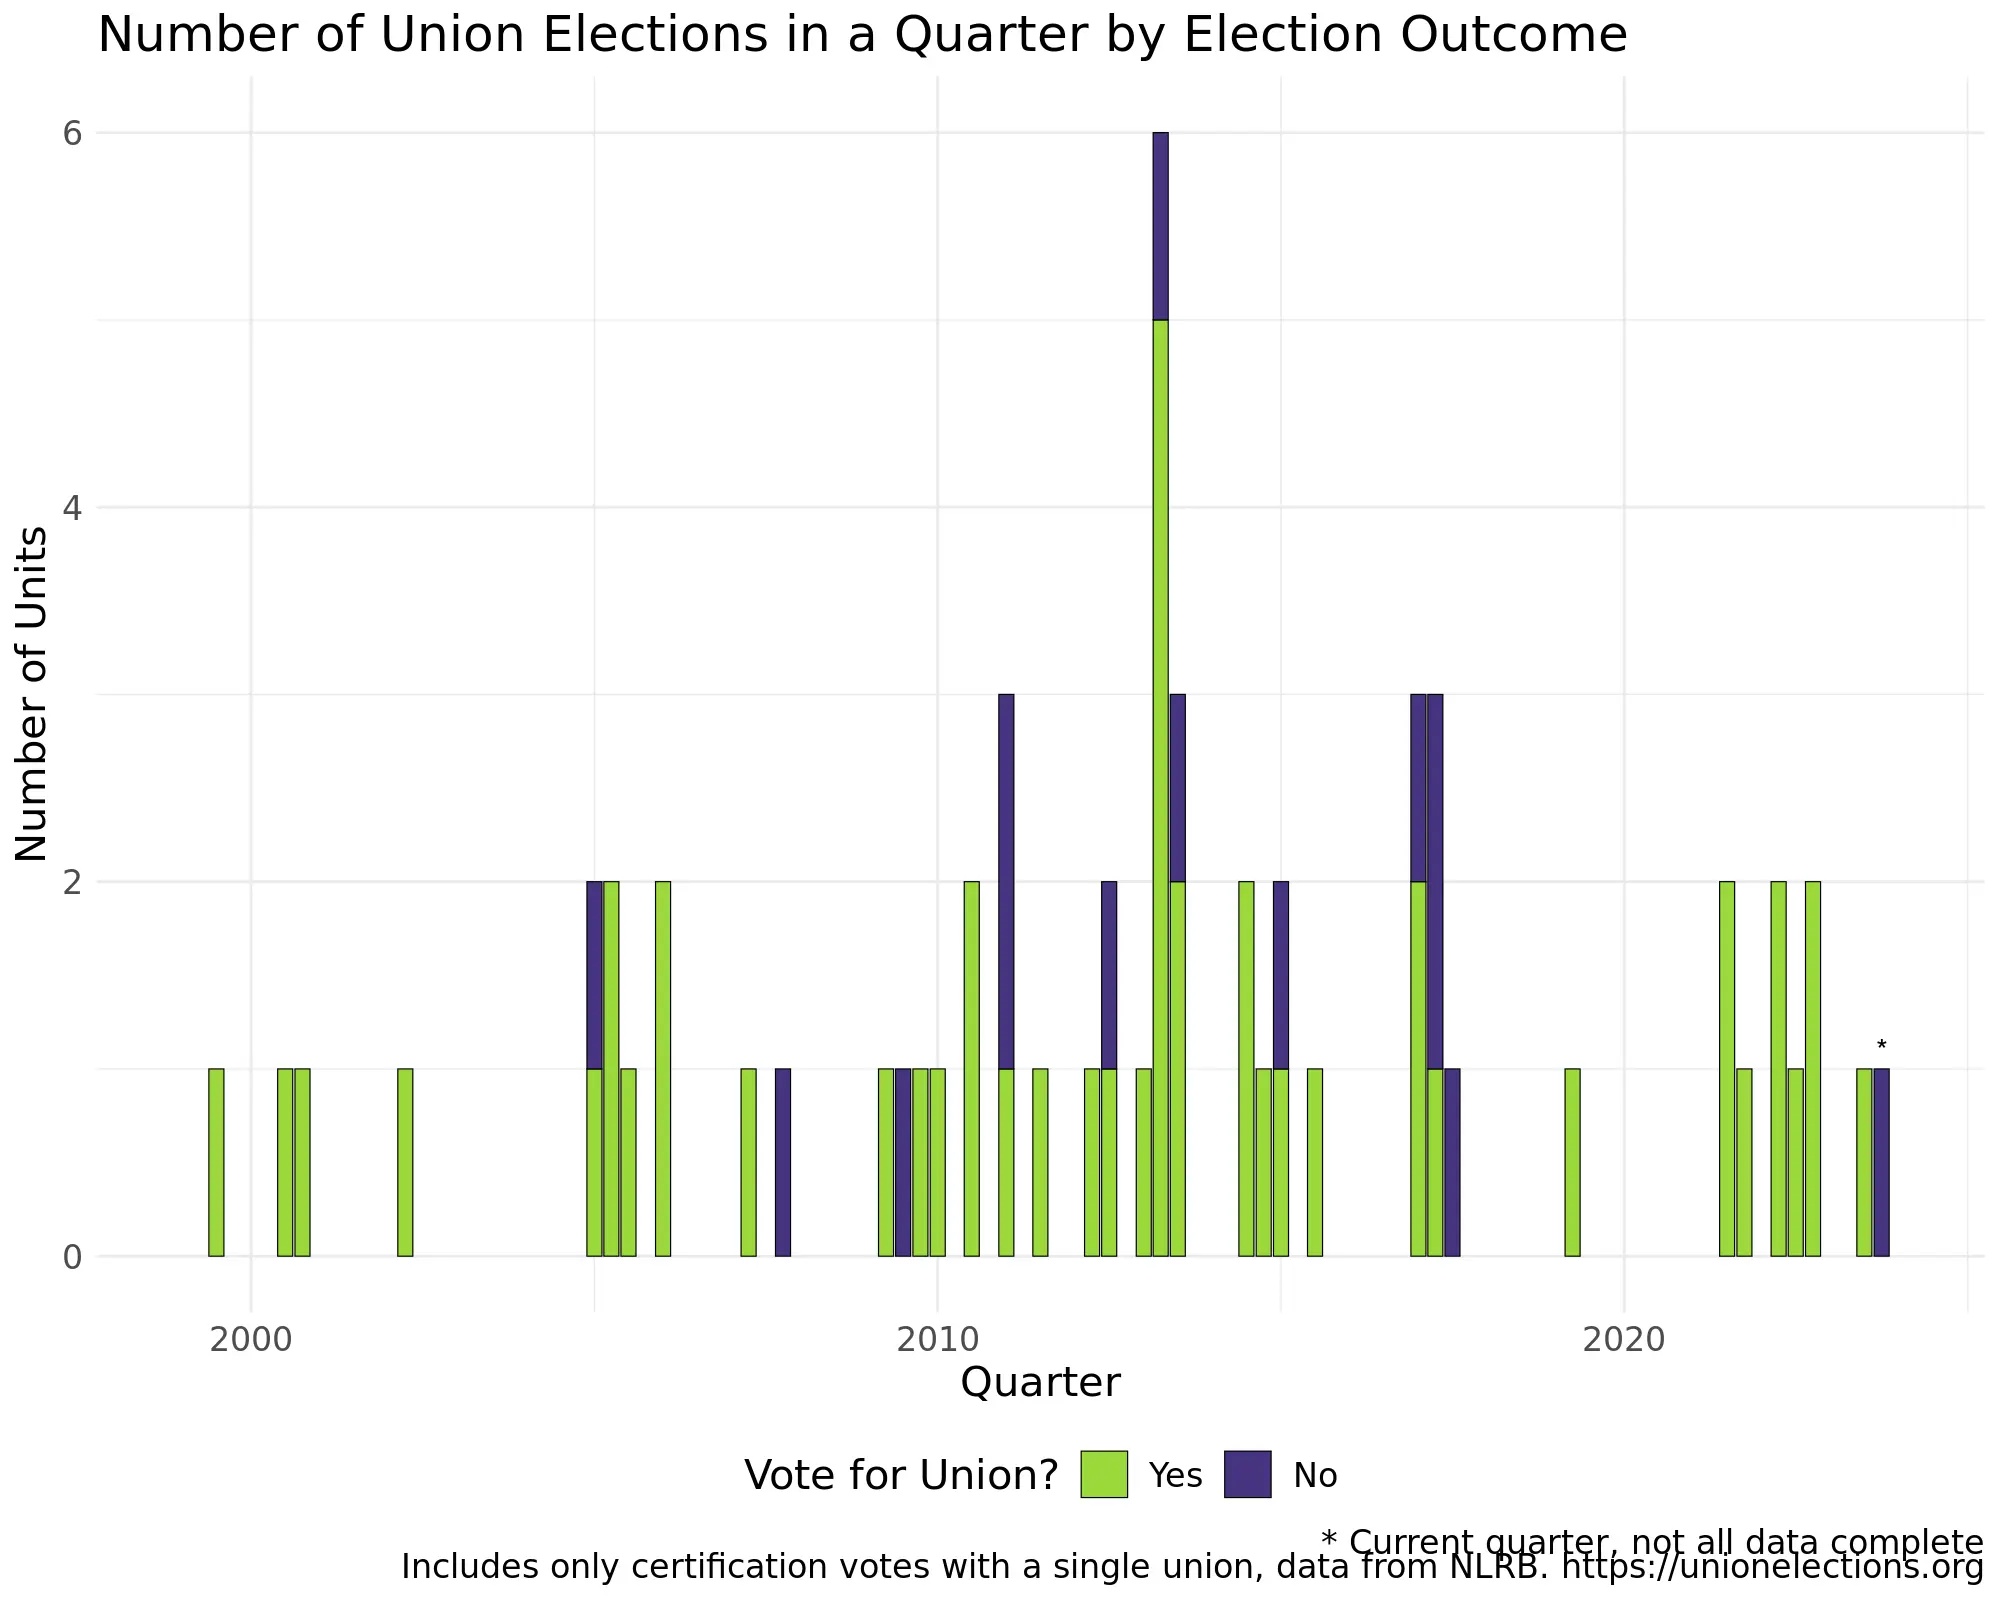 Number of Union Elections in a Quarter by Election Outcome
6
4
2
0
Number of Units
*
2000
2010
2020
Quarter
Vote for Union?
Yes
No
* Current quarter, not all data complete
Includes only certification votes with a single union, data from NLRB. https://unionelections.org